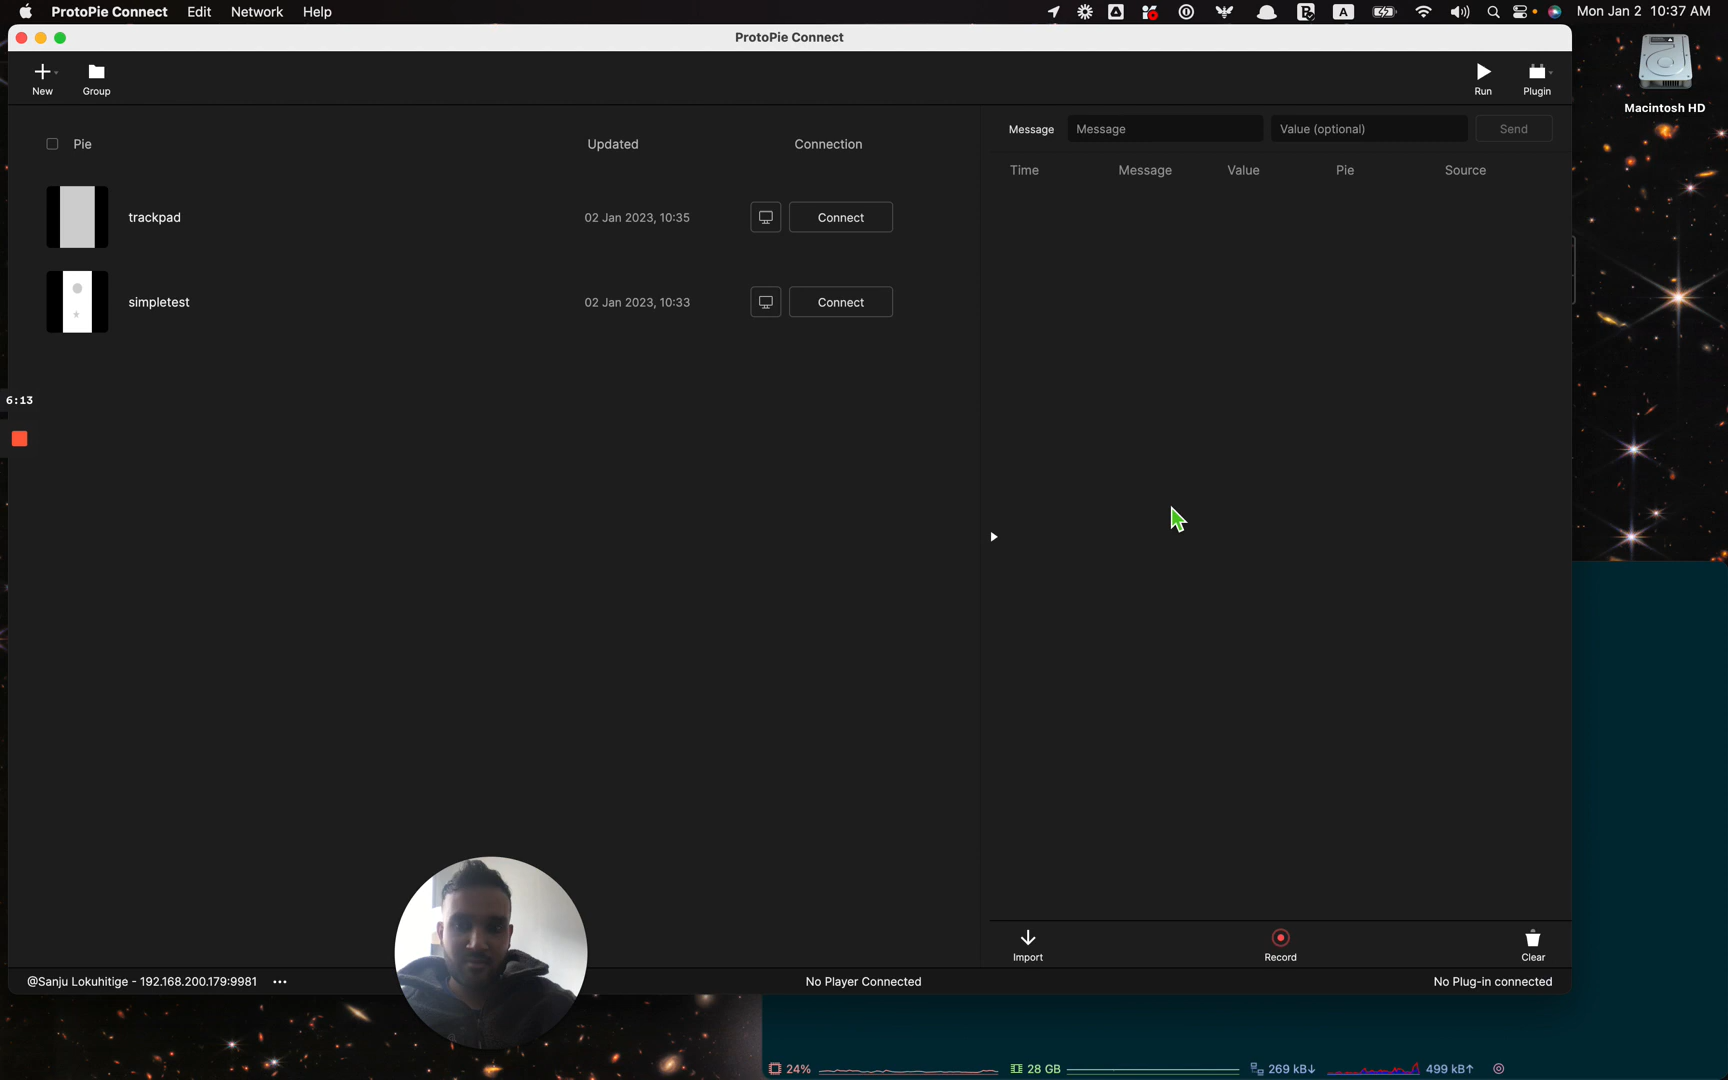 ProtoPie Connect Edit Network Help
A
Mon Jan 2 10:37 AM
ProtoPie Connect
New Group
Run Plugin
Macintosh HD
Message Message Value (optional) Send
Pie Updated Connection
Time Message Value Pie Source
trackpad 02 Jan 2023, 10:35 Connect
simpletest 02 Jan 2023, 10:33 Connect
6:13
Import Record Clear
@Sanju Lokuhitige - 192.168.200.179:9981 ••• No Player Connected No Plug-in connected
24% 28 GB 269 kB↓ 499 kB↑